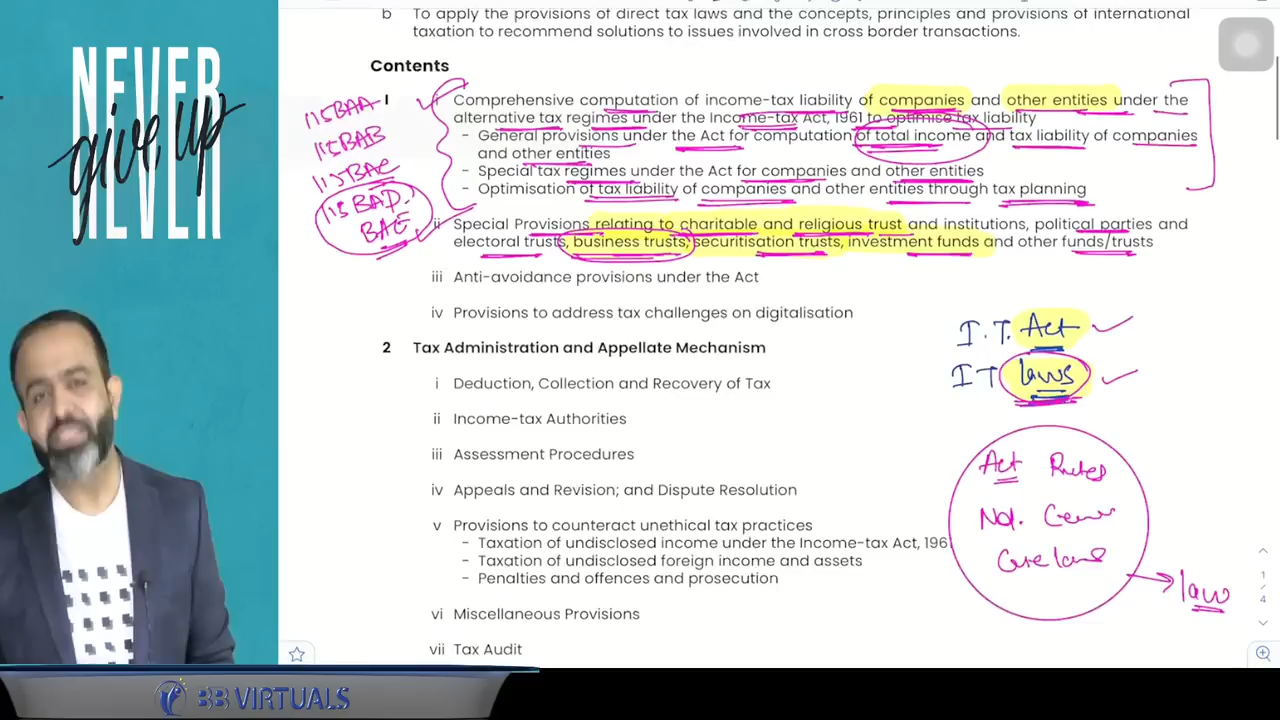 NEVER
give up
NEVER
b To apply the provisions of direct tax laws and the concepts, principles and provisions of international
taxation to recommend solutions to issues involved in cross border transactions.
Contents
1 i Comprehensive computation of income-tax liability of companies and other entities under the
alternative tax regimes under the Income-tax Act, 1961 to optimise tax liability
- General provisions under the Act for computation of total income and tax liability of companies
and other entities
- Special tax regimes under the Act for companies and other entities
- Optimisation of tax liability of companies and other entities through tax planning
115BAA
115BAB
115BAC
115BAD
BAE
ii Special Provisions relating to charitable and religious trust and institutions, political parties and
electoral trusts, business trusts, securitisation trusts, investment funds and other funds/trusts
iii Anti-avoidance provisions under the Act
iv Provisions to address tax challenges on digitalisation
I.T. Act
IT laws
2 Tax Administration and Appellate Mechanism
i Deduction, Collection and Recovery of Tax
ii Income-tax Authorities
iii Assessment Procedures
iv Appeals and Revision; and Dispute Resolution
v Provisions to counteract unethical tax practices
- Taxation of undisclosed income under the Income-tax Act, 196
- Taxation of undisclosed foreign income and assets
- Penalties and offences and prosecution
vi Miscellaneous Provisions
vii Tax Audit
Act Rules
Not.
Case laws
law
1
/
4
BB VIRTUALS